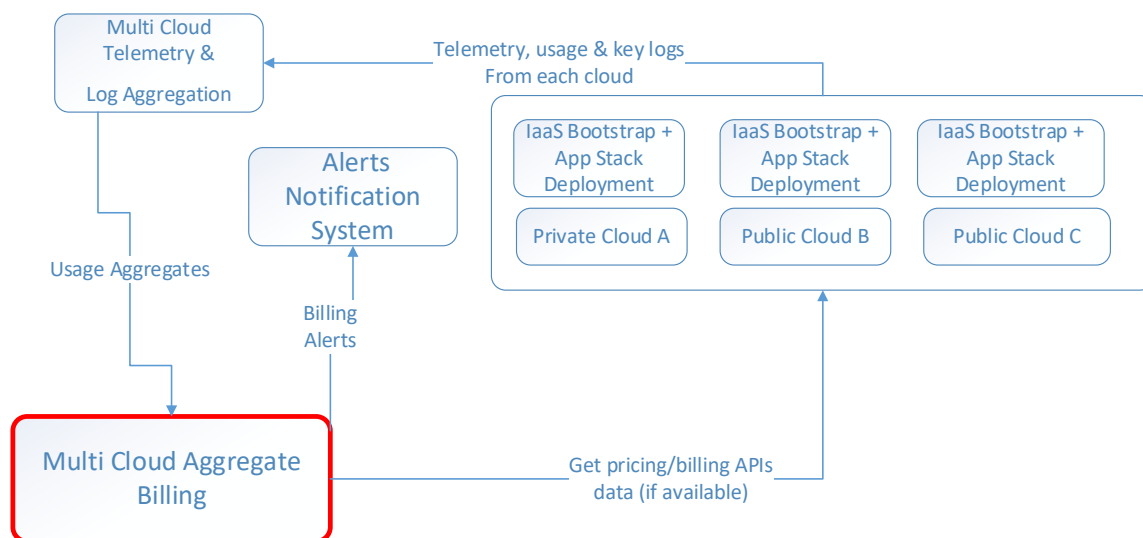 Multi Cloud
Telemetry &
Log Aggregation
Telemetry, usage & key logs
From each cloud
IaaS Bootstrap +
App Stack
Deployment
IaaS Bootstrap +
App Stack
Deployment
IaaS Bootstrap +
App Stack
Deployment
Private Cloud A
Public Cloud B
Public Cloud C
Alerts
Notification
System
Usage Aggregates
Billing
Alerts
Multi Cloud Aggregate
Billing
Get pricing/billing APIs
data (if available)